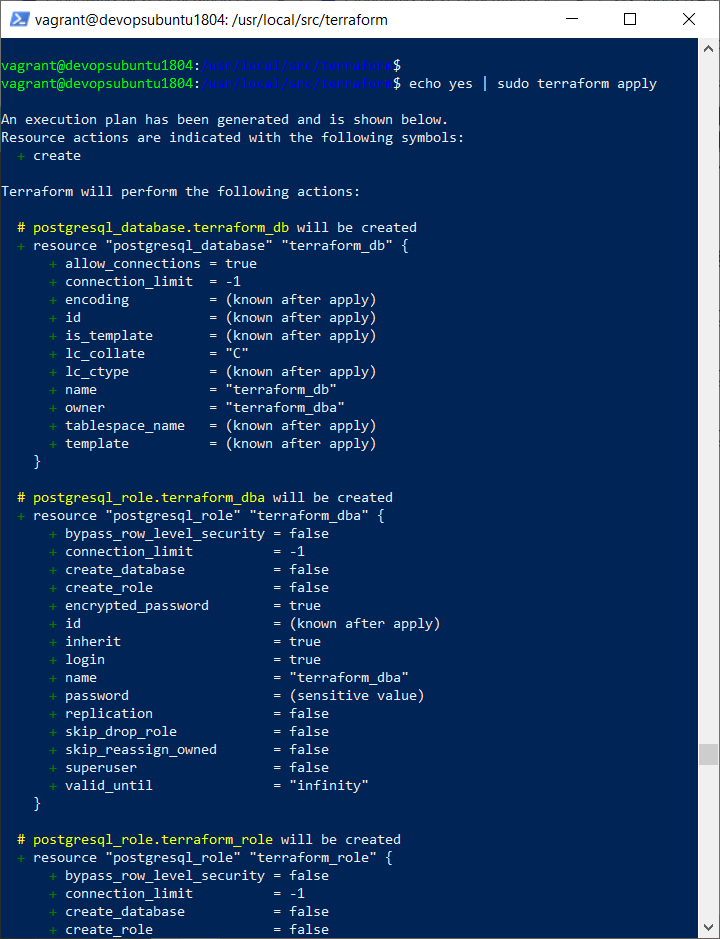 vagrant@devopsubuntu1804: /usr/local/src/terraform
vagrant@devopsubuntu1804:/usr/local/src/terraform$
vagrant@devopsubuntu1804:/usr/local/src/terraform$ echo yes | sudo terraform apply
An execution plan has been generated and is shown below.
Resource actions are indicated with the following symbols:
  + create
Terraform will perform the following actions:
  # postgresql_database.terraform_db will be created
  + resource "postgresql_database" "terraform_db" {
      + allow_connections = true
      + connection_limit  = -1
      + encoding          = (known after apply)
      + id                = (known after apply)
      + is_template       = (known after apply)
      + lc_collate        = "C"
      + lc_ctype          = (known after apply)
      + name              = "terraform_db"
      + owner             = "terraform_dba"
      + tablespace_name   = (known after apply)
      + template          = (known after apply)
    }
  # postgresql_role.terraform_dba will be created
  + resource "postgresql_role" "terraform_dba" {
      + bypass_row_level_security = false
      + connection_limit          = -1
      + create_database           = false
      + create_role               = false
      + encrypted_password        = true
      + id                        = (known after apply)
      + inherit                   = true
      + login                     = true
      + name                      = "terraform_dba"
      + password                  = (sensitive value)
      + replication               = false
      + skip_drop_role            = false
      + skip_reassign_owned       = false
      + superuser                 = false
      + valid_until               = "infinity"
    }
  # postgresql_role.terraform_role will be created
  + resource "postgresql_role" "terraform_role" {
      + bypass_row_level_security = false
      + connection_limit          = -1
      + create_database           = false
      + create_role               = false